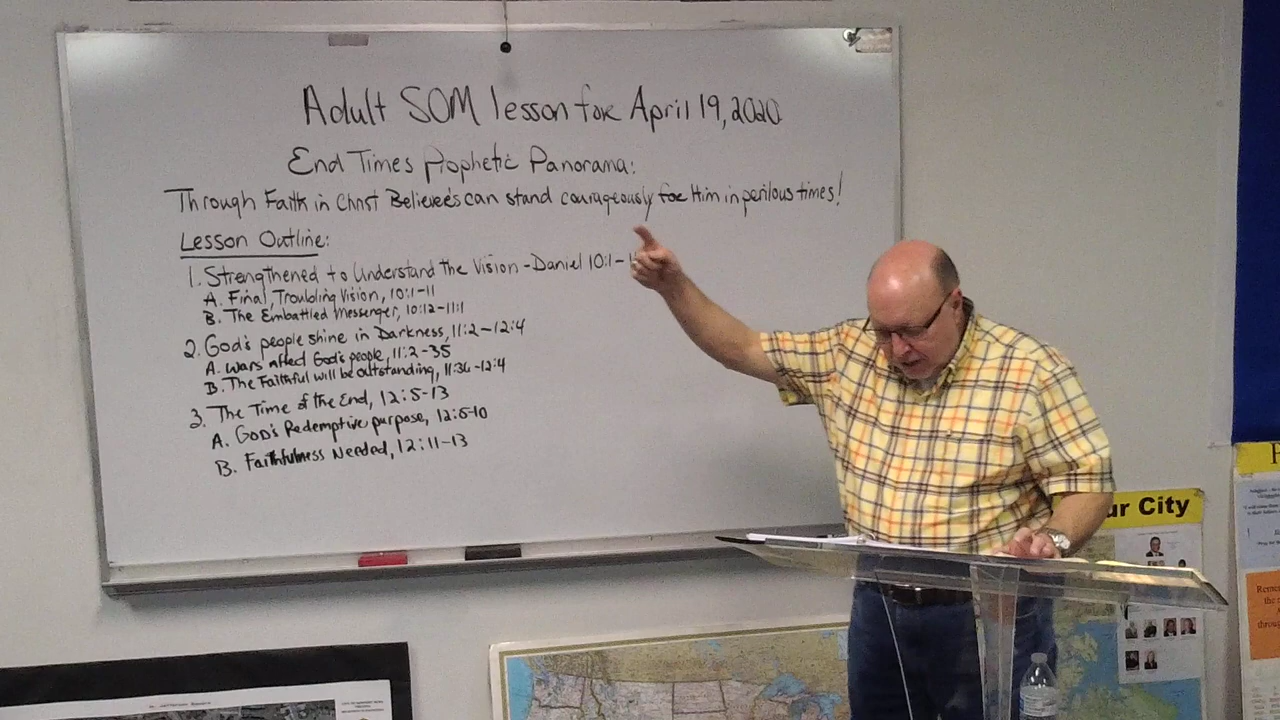 Adult SOM lesson for April 19, 2020
End Times Prophetic Panorama:
Through Faith in Christ Believer's can stand courageously for Him in perilous times!
Lesson Outline:
1. Strengthened to Understand the Vision - Daniel 10:1-1
A. Final, Troubling Vision, 10:1-11
B. The Embattled Messenger, 10:12-11:1
2. God's people shine in Darkness, 11:2-12:4
A. wars affect God's people, 11:2-35
B. The Faithful will be outstanding, 11:36-12:4
3. The Time of the End, 12:5-13
A. God's Redemptive purpose, 12:5-10
B. Faithfulness Needed, 12:11-13
ur City